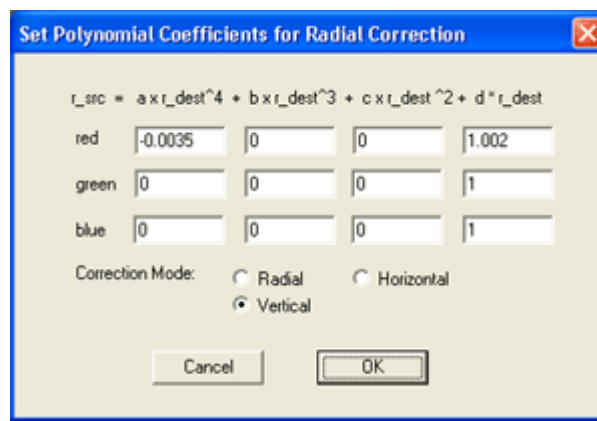 Set Polynomial Coefficients for Radial Correction
r_src = a x r_dest^4 + b x r_dest^3 + c x r_dest ^2 + d * r_dest
red -0.0035 0 0 1.002
green 0 0 0 1
blue 0 0 0 1
Correction Mode: Radial Horizontal
Vertical
Cancel OK